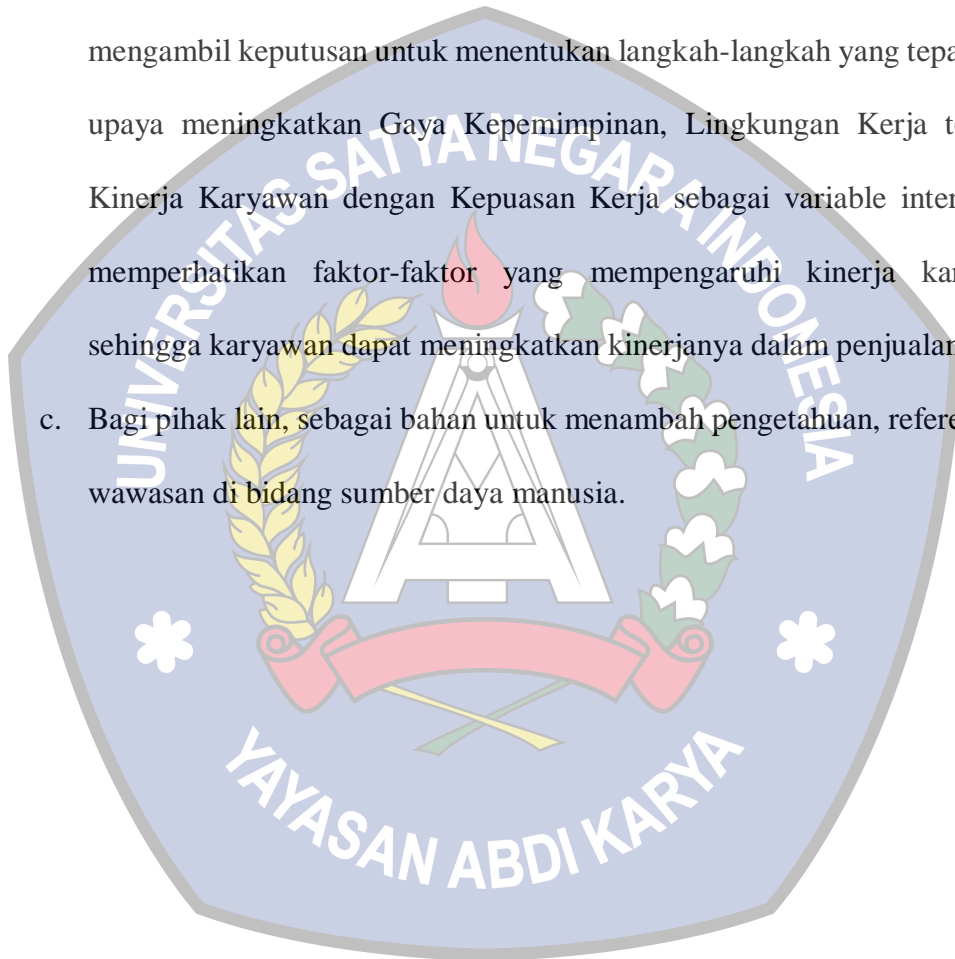 mengambil keputusan untuk menentukan langkah-langkah yang
upaya meningkatkan Gaya Kepemimpinan, Lingkungan Kerja
Kinerja Karyawan dengan Kepuasan Kerja sebagai variable
memperhatikan faktor-faktor yang mempengaruhi kinerja
sehingga karyawan dapat meningkatkan kinerjanya dalam penjualan
c. Bagi pihak lain, sebagai bahan untuk menambah pengetahuan,
wawasan di bidang sumber daya manusia.
UNIVERSITAS SATYA NEGARA INDONESIA
YAYASAN ABDI KARYA